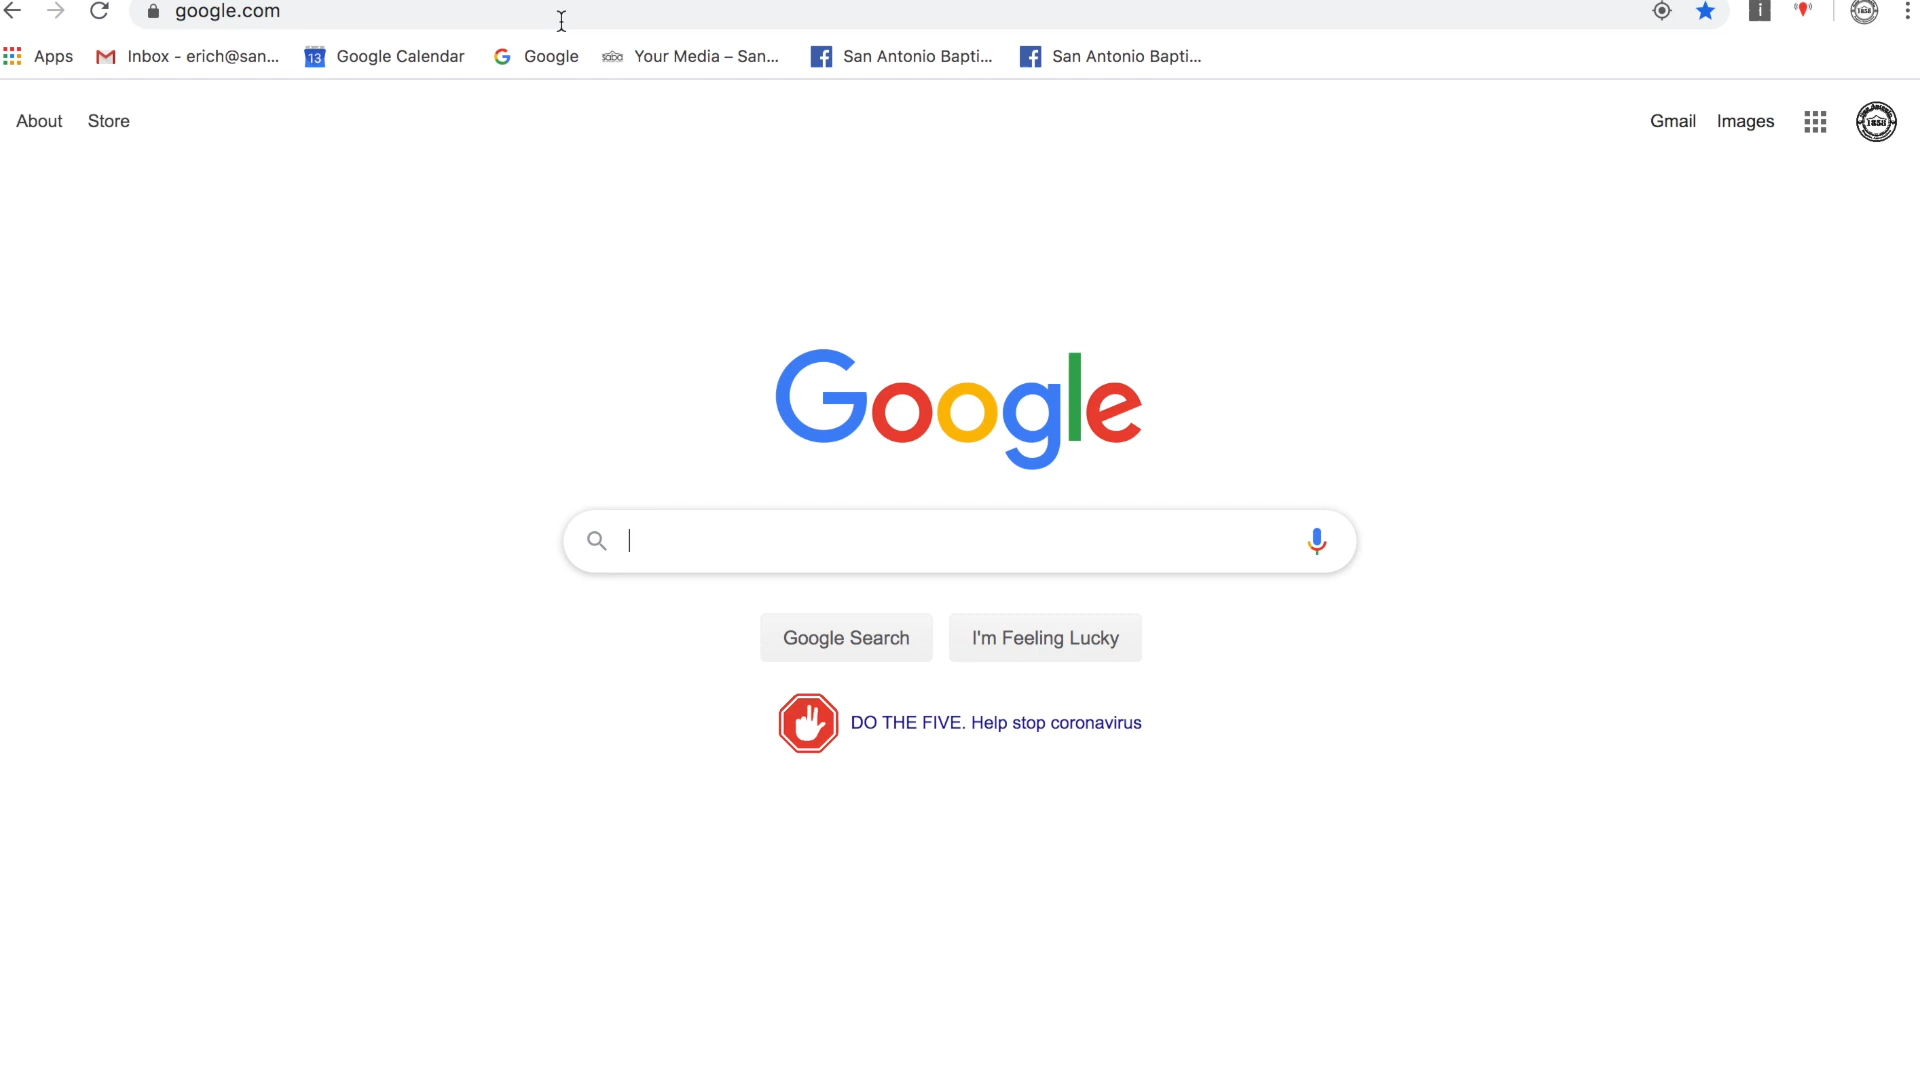 google.com
Apps Inbox - erich@san... Google Calendar Google Your Media – San... San Antonio Bapti... San Antonio Bapti...
About Store Gmail Images
Google
Google Search I'm Feeling Lucky
DO THE FIVE. Help stop coronavirus